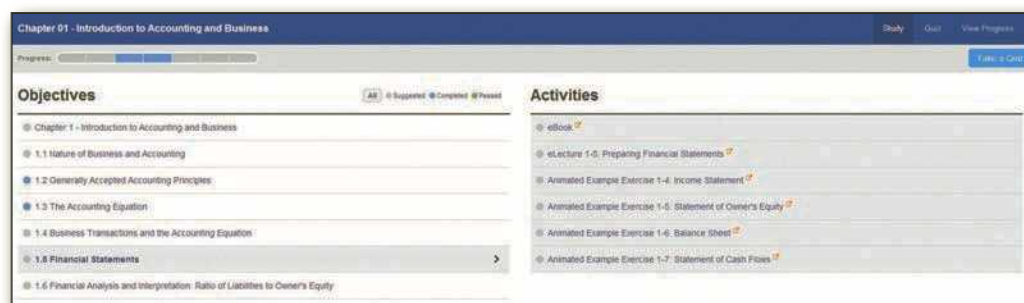 Chapter 01 - Introduction to Accounting and Business
Study Quiz View Progress
Progress:
Take a Quiz
Objectives
All Suggested Completed Passed
Chapter 1 - Introduction to Accounting and Business
1.1 Nature of Business and Accounting
1.2 Generally Accepted Accounting Principles
1.3 The Accounting Equation
1.4 Business Transactions and the Accounting Equation
1.5 Financial Statements
1.6 Financial Analysis and Interpretation: Ratio of Liabilities to Owner's Equity
Activities
eBook
eLecture 1-5: Preparing Financial Statements
Animated Example Exercise 1-4: Income Statement
Animated Example Exercise 1-5: Statement of Owner's Equity
Animated Example Exercise 1-6: Balance Sheet
Animated Example Exercise 1-7: Statement of Cash Flows